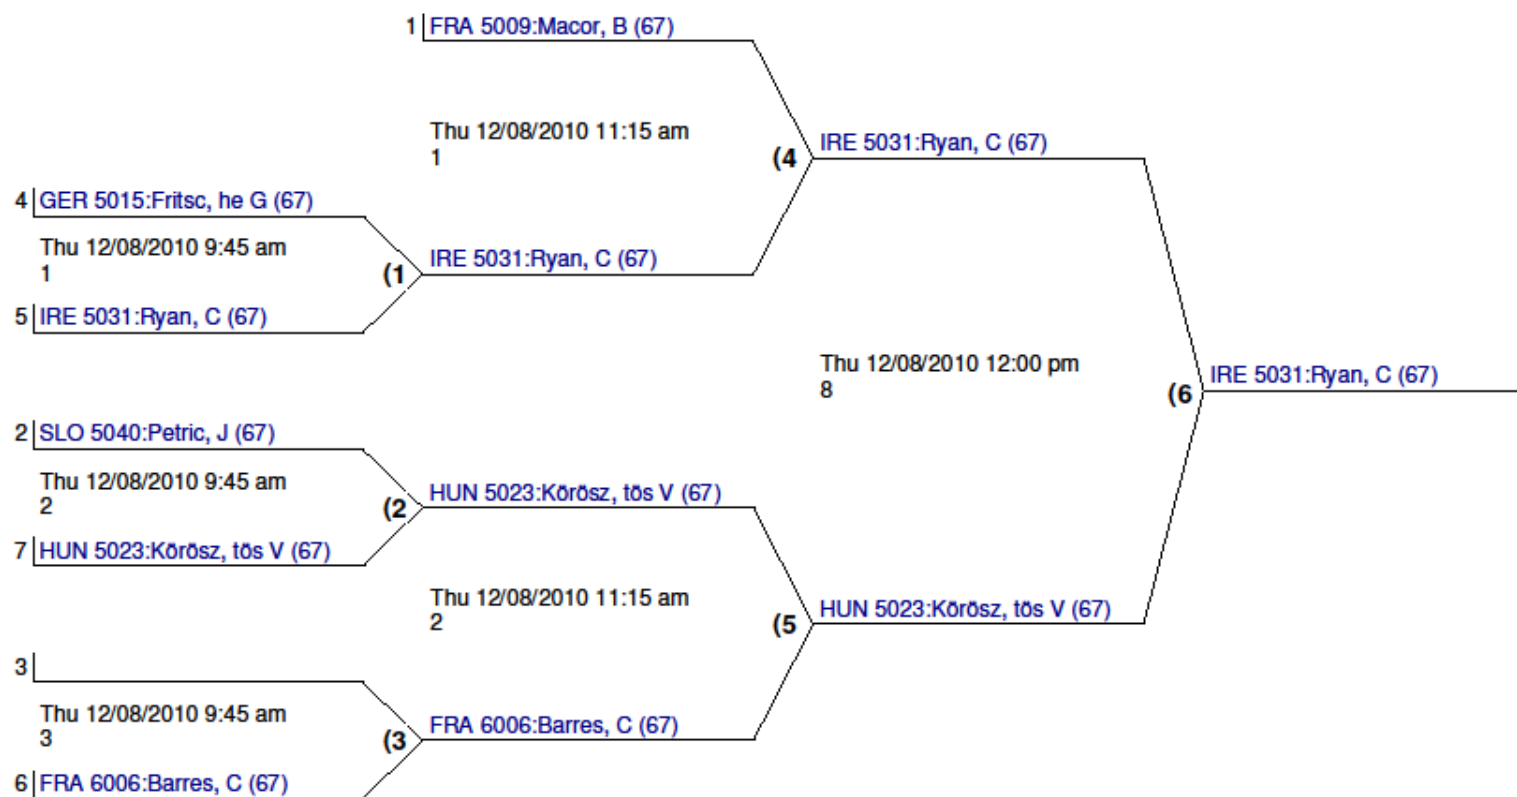 1 FRA 5009:Macor, B (67)
Thu 12/08/2010 11:15 am
1
(4
IRE 5031:Ryan, C (67)
4 GER 5015:Fritsc, he G (67)
Thu 12/08/2010 9:45 am
1
(1
IRE 5031:Ryan, C (67)
5 IRE 5031:Ryan, C (67)
Thu 12/08/2010 12:00 pm
8
(6
IRE 5031:Ryan, C (67)
2 SLO 5040:Petric, J (67)
Thu 12/08/2010 9:45 am
2
(2
HUN 5023:Körösz, tös V (67)
7 HUN 5023:Körösz, tös V (67)
Thu 12/08/2010 11:15 am
2
(5
HUN 5023:Körösz, tös V (67)
3
Thu 12/08/2010 9:45 am
3
(3
FRA 6006:Barres, C (67)
6 FRA 6006:Barres, C (67)